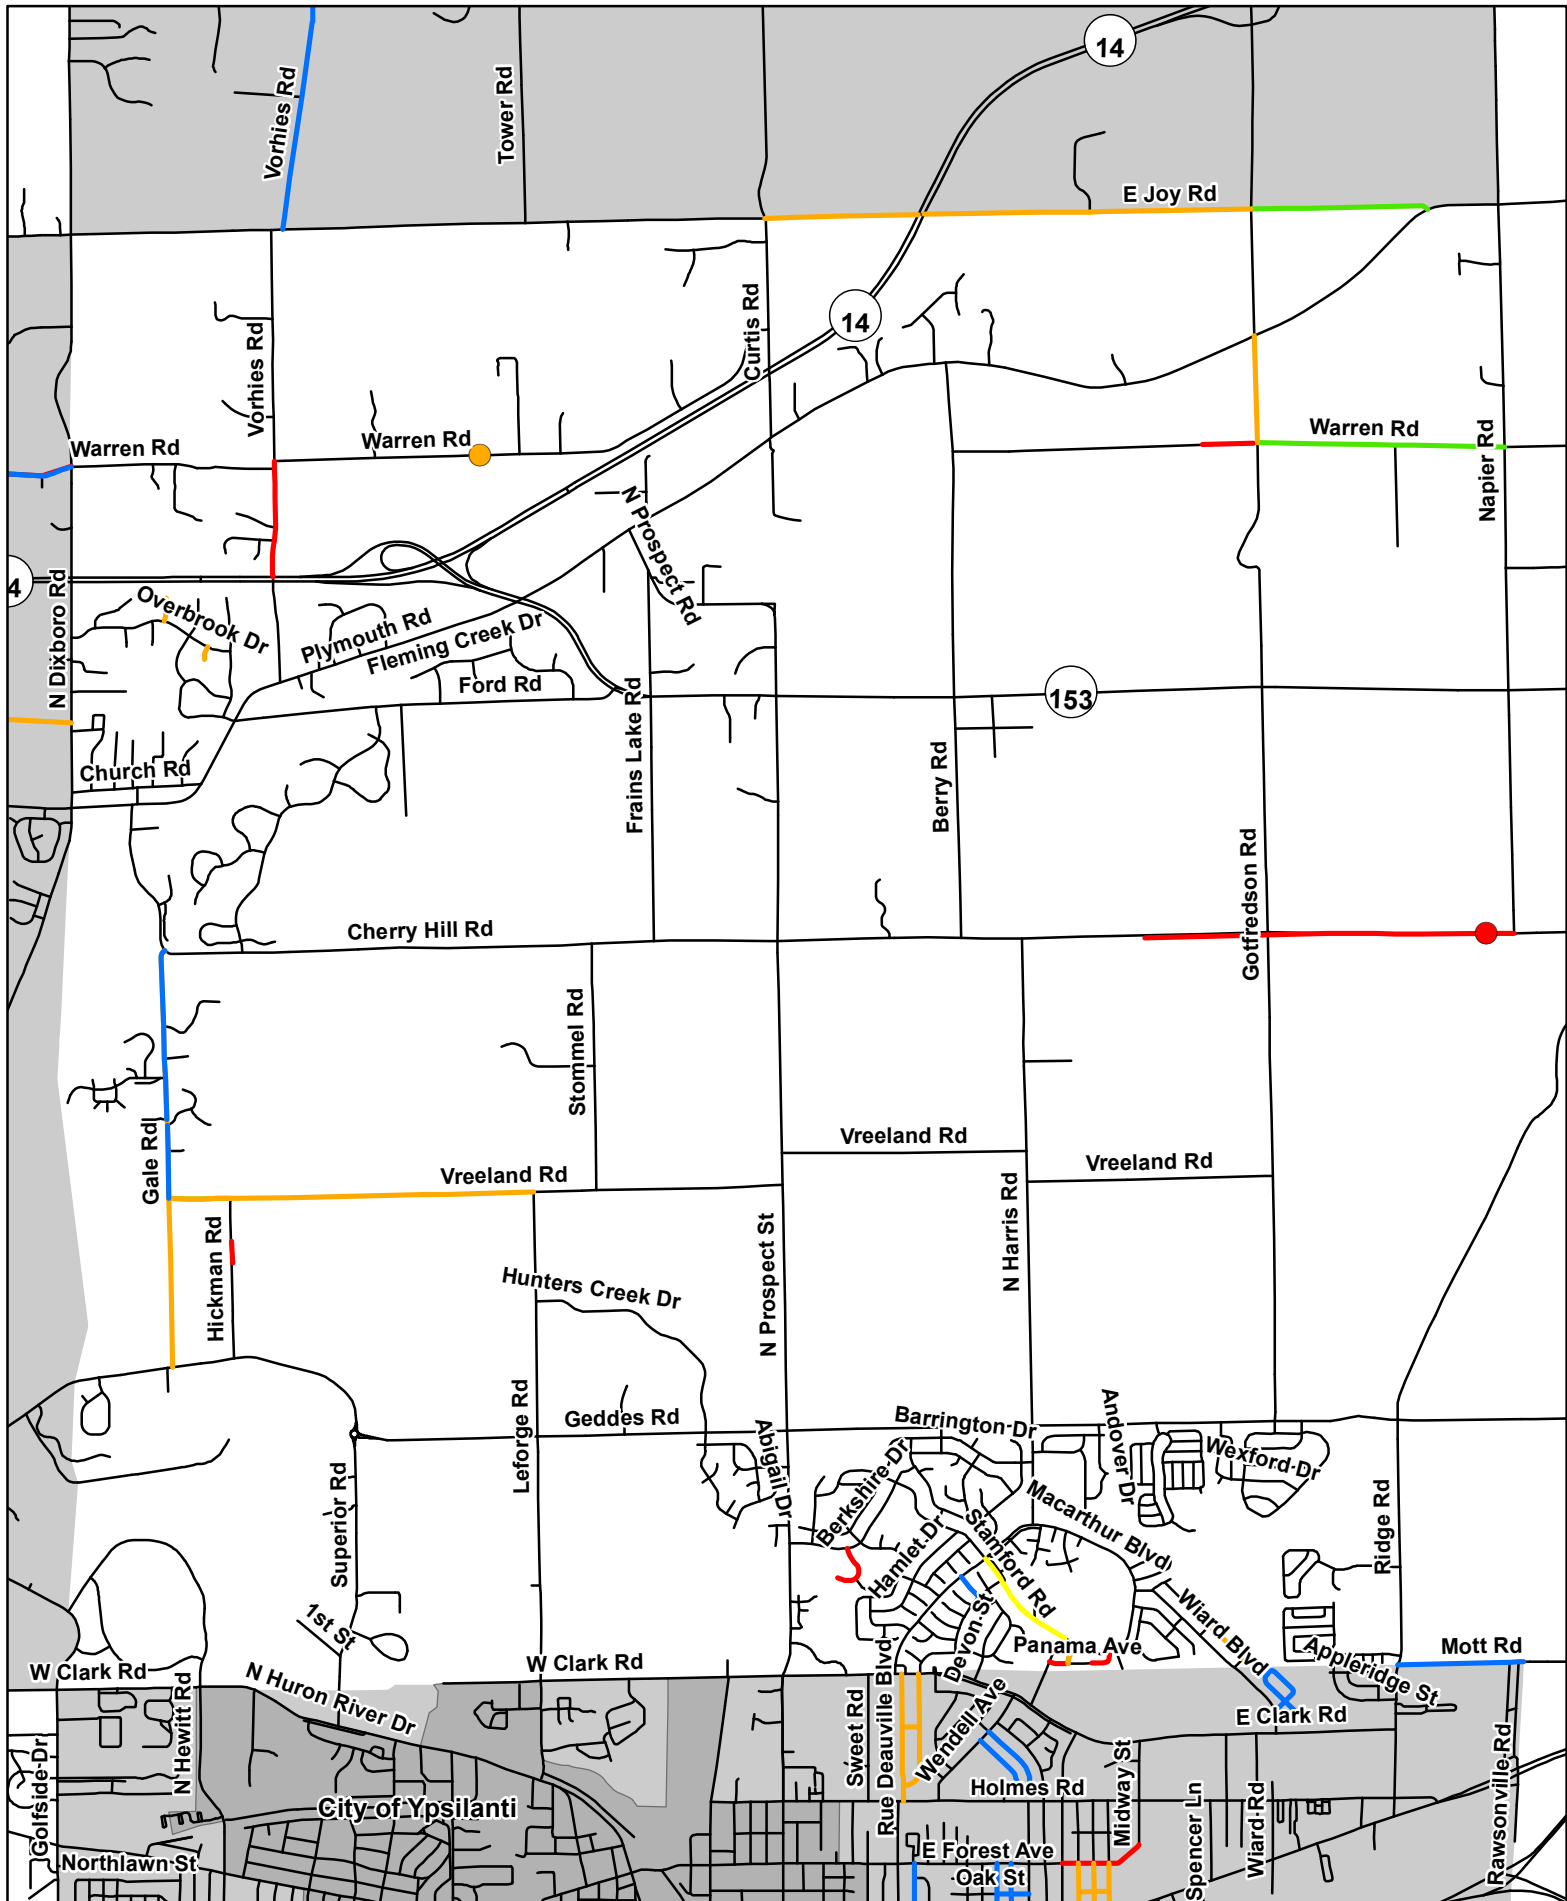 14
Vorhies Rd
Tower Rd
E Joy Rd
14
Curtis Rd
Vorhies Rd
Warren Rd
Warren Rd
Warren Rd
Napier Rd
N Prospect Rd
4
N Dixboro Rd
Overbrook Dr
Plymouth Rd
Fleming Creek Dr
Ford Rd
Frains Lake Rd
153
Church Rd
Berry Rd
Gotfredson Rd
Cherry Hill Rd
Stommel Rd
Gale Rd
Vreeland Rd
Vreeland Rd
Vreeland Rd
Hickman Rd
N Prospect St
N Harris Rd
Hunters Creek Dr
Leforge Rd
Geddes Rd
Abigail Dr
Barrington Dr
Andover Dr
Wexford Dr
Berkshire Dr
Superior Rd
Hamlet Dr
Stamford Rd
Macarthur Blvd
Ridge Rd
1st St
Devon St
Panama Ave
Wiard Blvd
Appleridge St
Mott Rd
W Clark Rd
W Clark Rd
N Hewitt Rd
N Huron River Dr
Sweet Rd
Rue Deauville Blvd
Wendell Ave
E Clark Rd
Golfside Dr
Holmes Rd
Midway St
Spencer Ln
Wiard Rd
Rawsonville Rd
City of Ypsilanti
Northlawn St
E Forest Ave
Oak St